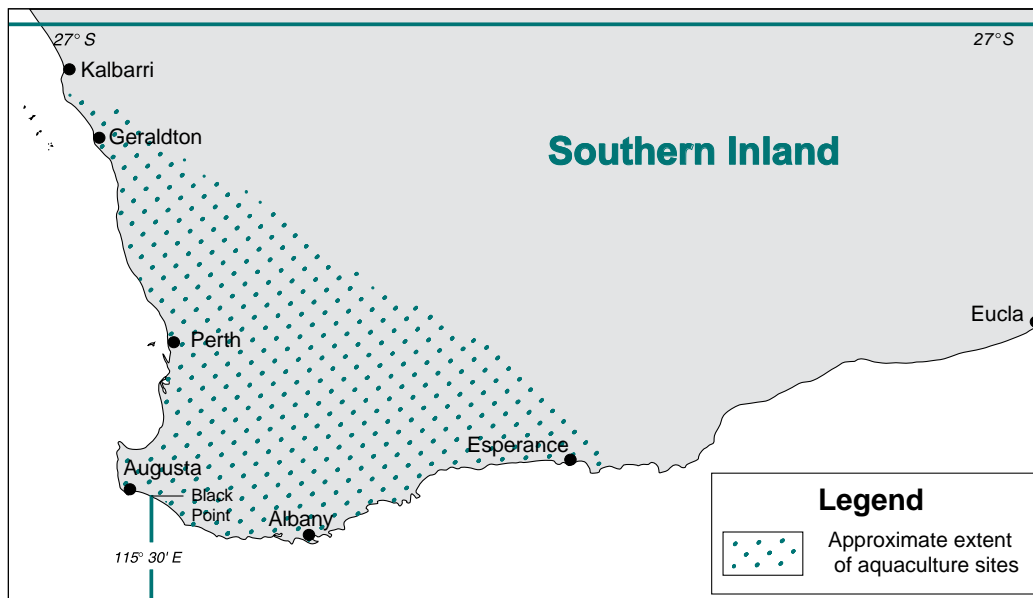 27° S
27° S
Kalbarri
Geraldton
Southern Inland
Eucla
Perth
Esperance
Augusta
Black
Point
Albany
115° 30' E
Legend
Approximate extent
of aquaculture sites